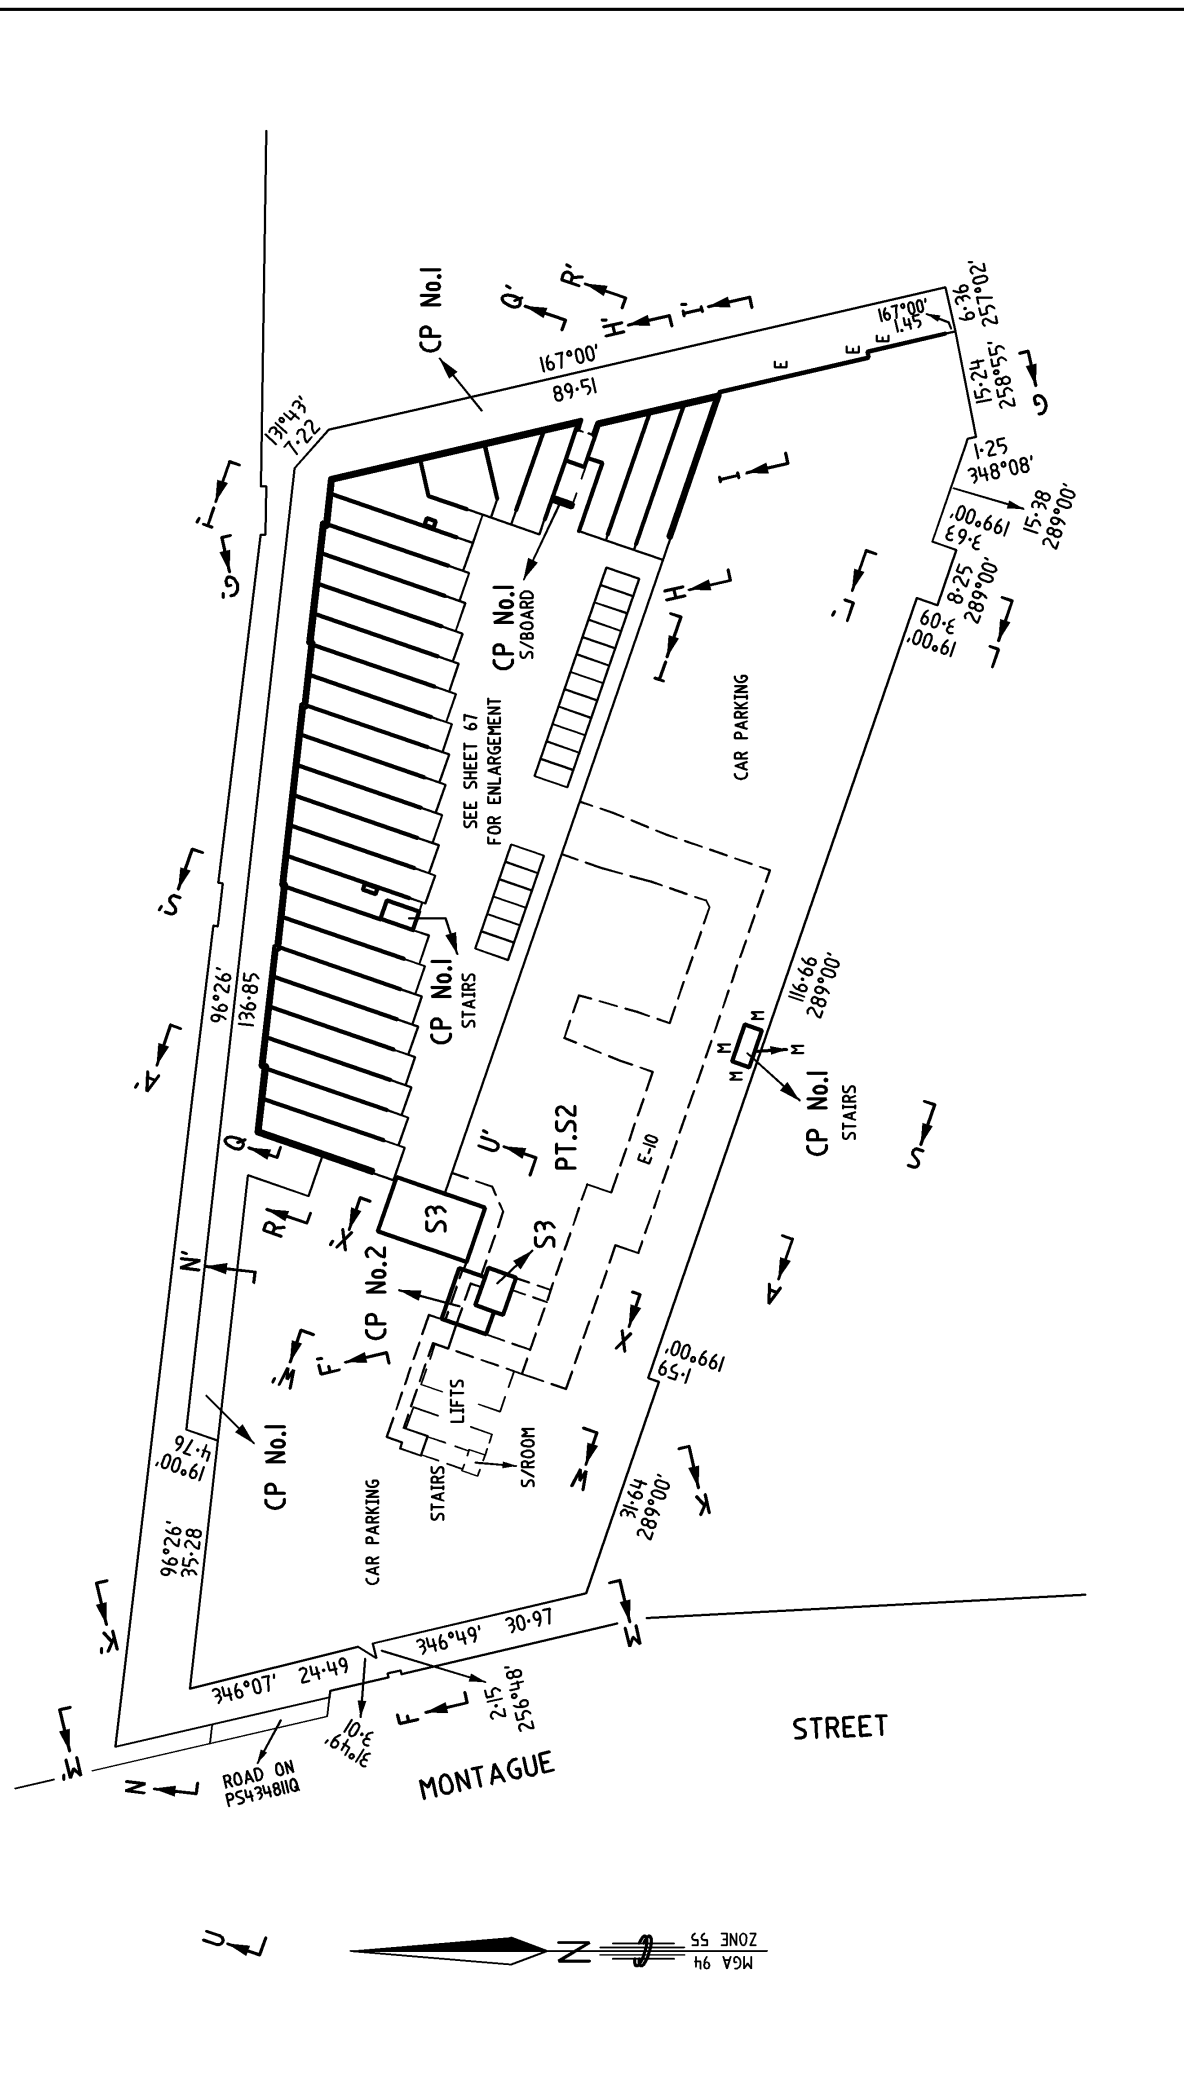 CP No.1
Q'
R'
H'
I'
167°00'
89·51
167°00'
1·45
6·36
257°02'
131°43'
7·22
E
E
E
15·24
258°55'
G
T'
G'
I
1·25
348°08'
15·38
289°00'
199°00'
3·63
8·25
289°00'
3·09
19°00'
L'
L
H
T
CP No.1
S/BOARD
CAR PARKING
SEE SHEET 67
FOR ENLARGEMENT
S'
96°26'
136·85
A'
CP No.1
STAIRS
116·66
289°00'
M
M
M
M
CP No.1
STAIRS
Q
R
U'
PT.S2
E-10
S
X'
S3
S3
N'
CP No.2
A
X
W'
F'
199°00'
1·59
LIFTS
19°00'
4·76
CP No.1
STAIRS
S/ROOM
W
K
31·64
289°00'
96°26'
35·28
CAR PARKING
K'
346°07'
24·49
346°49'
30·97
M
2·15
256°48'
F
31°49'
3·01
M'
N
ROAD ON
PS434811Q
MONTAGUE
STREET
U
N
MGA 94
ZONE 55